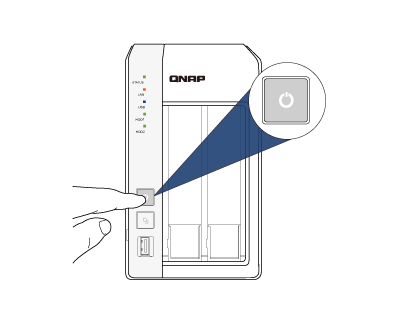 QNAP
STATUS
LAN
USB
HDD1
HDD2